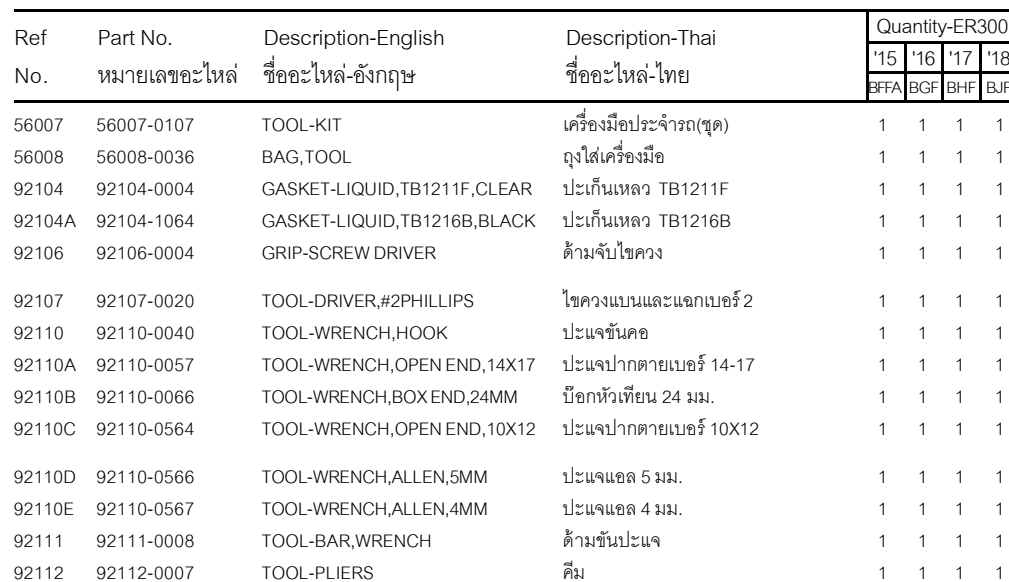 Ref Part No. Description-English Description-Thai Quantity-ER300
'15 '16 '17 '18
No. หมายเลขอะไหล่ ชื่ออะไหล่-อังกฤษ ชื่ออะไหล่-ไทย BFFA BGF BHF BJF
56007 56007-0107 TOOL-KIT เครื่องมือประจำรถ(ชุด) 1 1 1 1
56008 56008-0036 BAG,TOOL ถุงใส่เครื่องมือ 1 1 1 1
92104 92104-0004 GASKET-LIQUID,TB1211F,CLEAR ปะเก็นเหลว TB1211F 1 1 1 1
92104A 92104-1064 GASKET-LIQUID,TB1216B,BLACK ปะเก็นเหลว TB1216B 1 1 1 1
92106 92106-0004 GRIP-SCREW DRIVER ด้ามจับไขควง 1 1 1 1
92107 92107-0020 TOOL-DRIVER,#2PHILLIPS ไขควงแบนและแฉกเบอร์ 2 1 1 1 1
92110 92110-0040 TOOL-WRENCH,HOOK ปะแจขันคอ 1 1 1 1
92110A 92110-0057 TOOL-WRENCH,OPEN END,14X17 ปะแจปากตายเบอร์ 14-17 1 1 1 1
92110B 92110-0066 TOOL-WRENCH,BOX END,24MM บ๊อกหัวเทียน 24 มม. 1 1 1 1
92110C 92110-0564 TOOL-WRENCH,OPEN END,10X12 ปะแจปากตายเบอร์ 10X12 1 1 1 1
92110D 92110-0566 TOOL-WRENCH,ALLEN,5MM ปะแจแอล 5 มม. 1 1 1 1
92110E 92110-0567 TOOL-WRENCH,ALLEN,4MM ปะแจแอล 4 มม. 1 1 1 1
92111 92111-0008 TOOL-BAR,WRENCH ด้ามขันปะแจ 1 1 1 1
92112 92112-0007 TOOL-PLIERS คีม 1 1 1 1